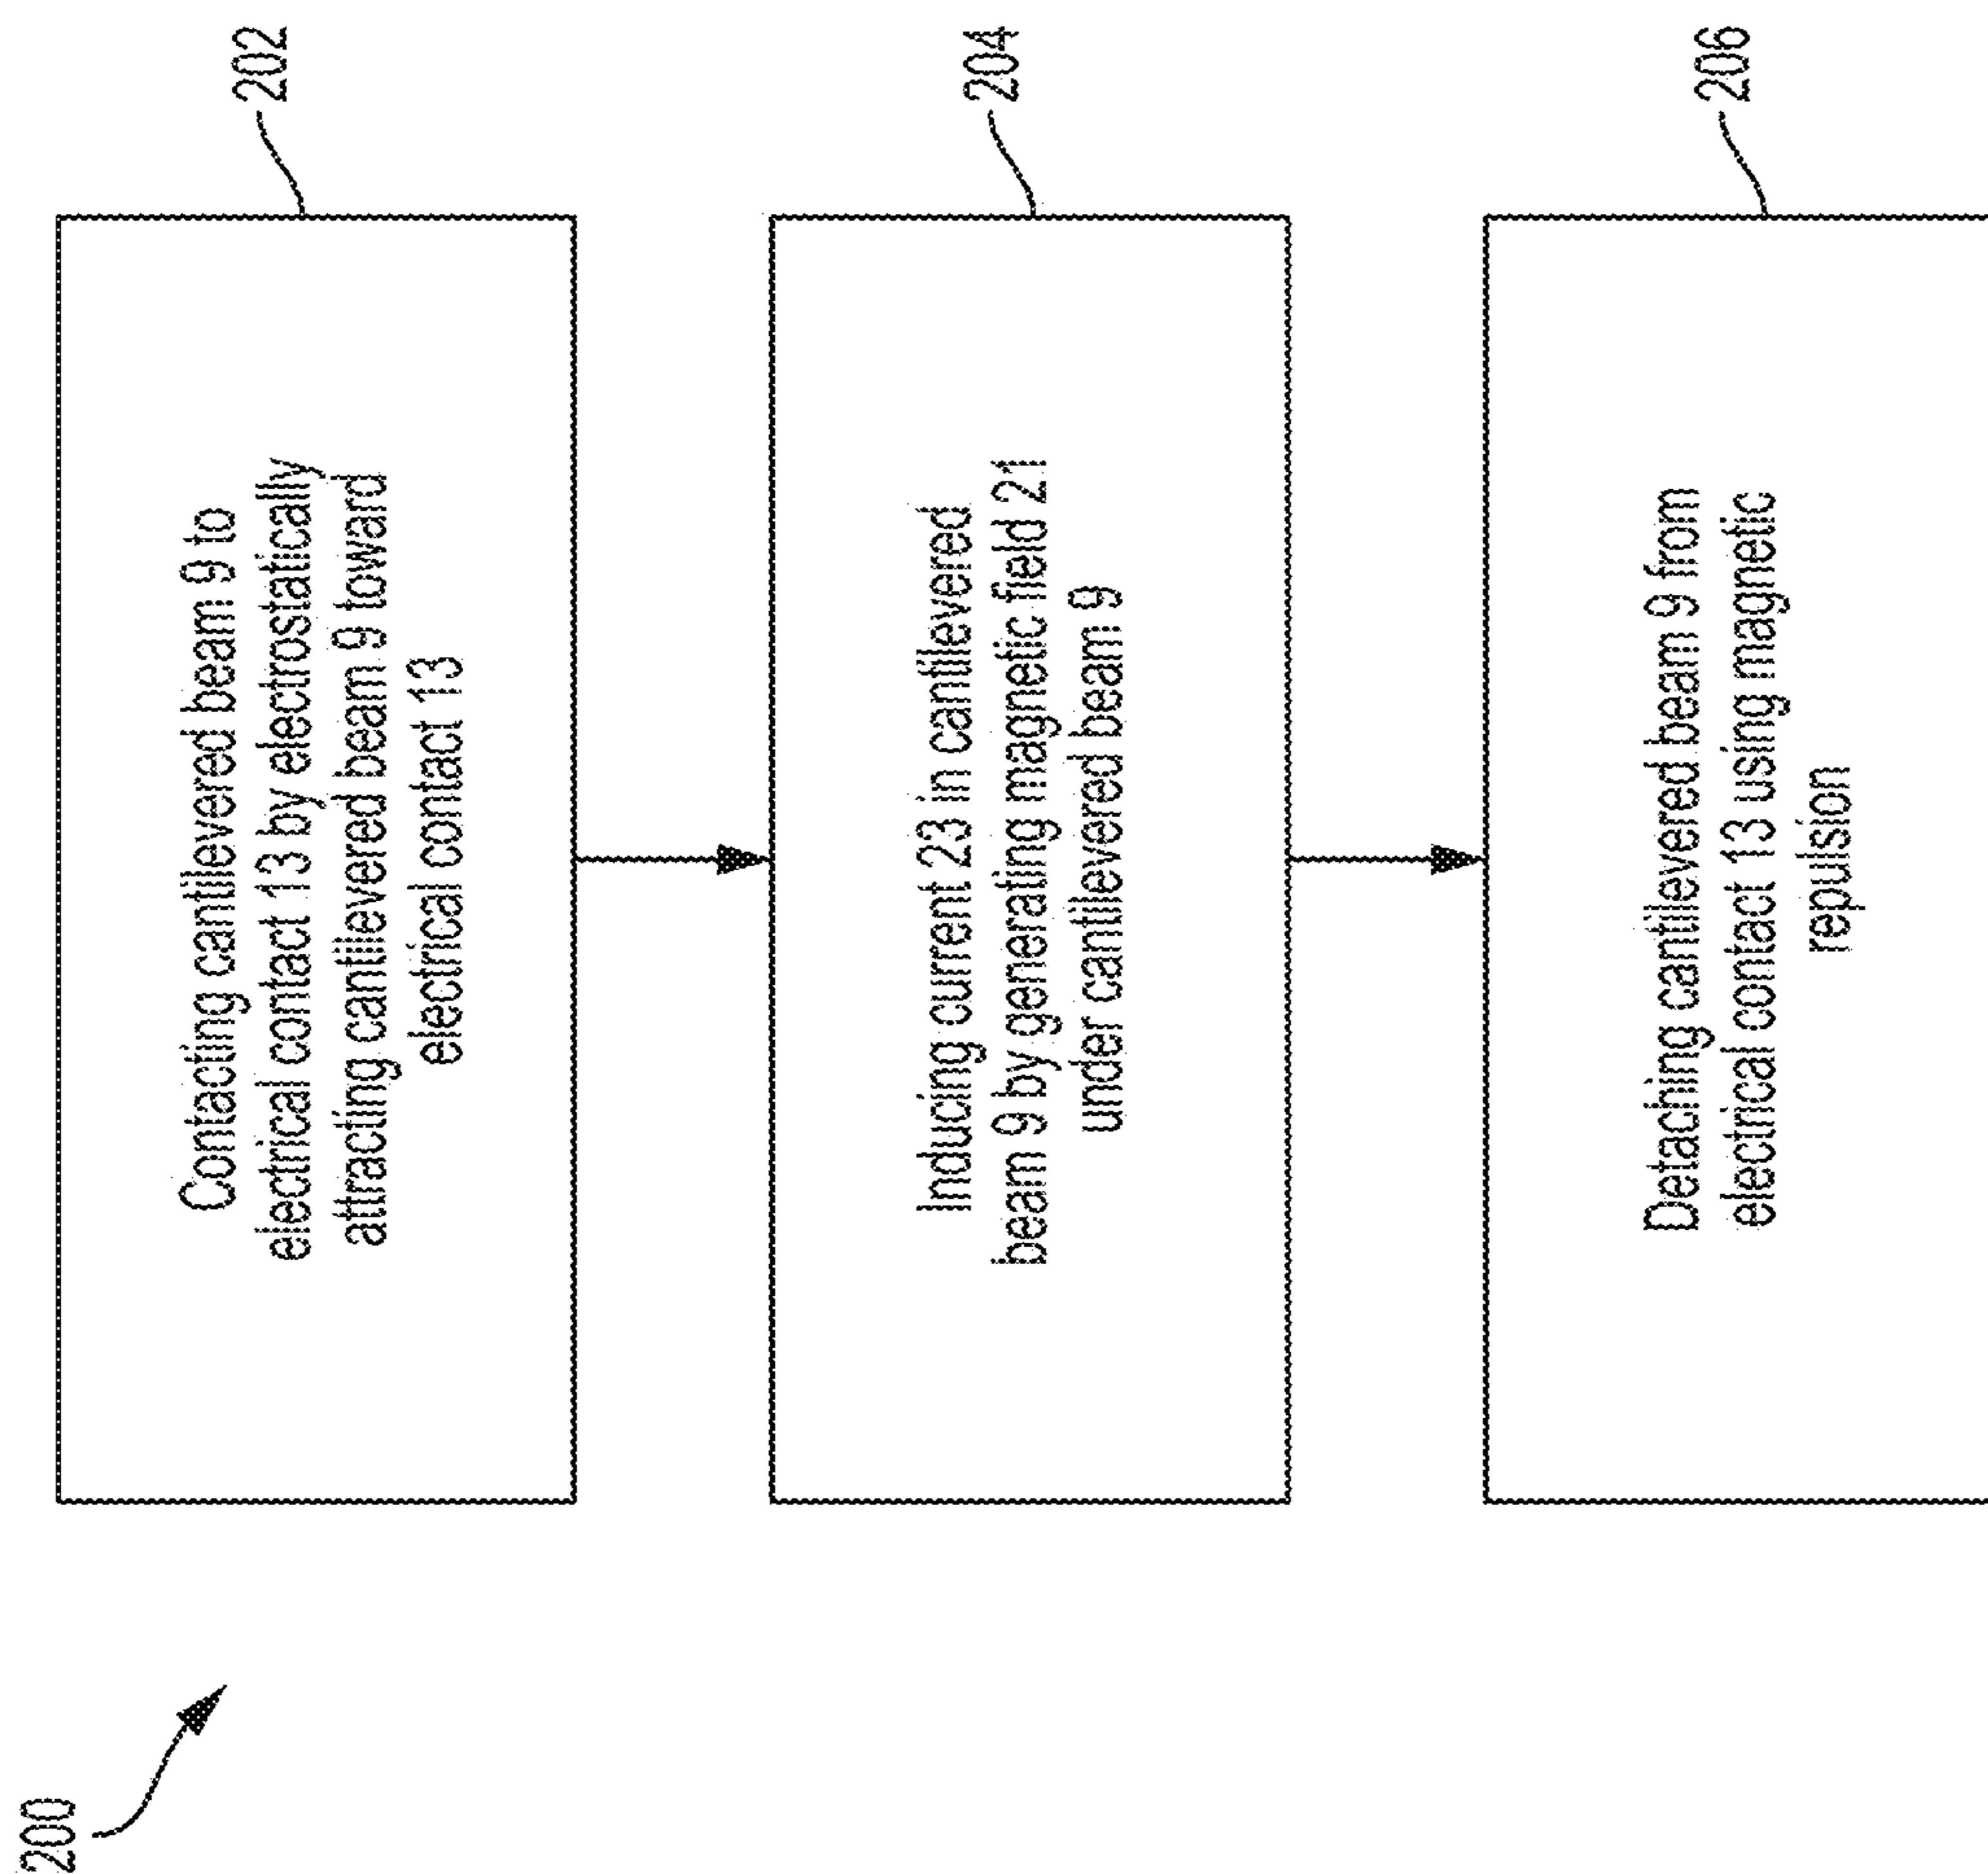 200
Contacting cantilevered beam 9 to
electrical contact 13 by electrostatically
attracting cantilevered beam 9 toward
electrical contact 13
202
Inducing current 23 in cantilevered
beam 9 by generating magnetic field 21
under cantilevered beam 9
204
Detaching cantilevered beam 9 from
electrical contact 13 using magnetic
repulsion
206